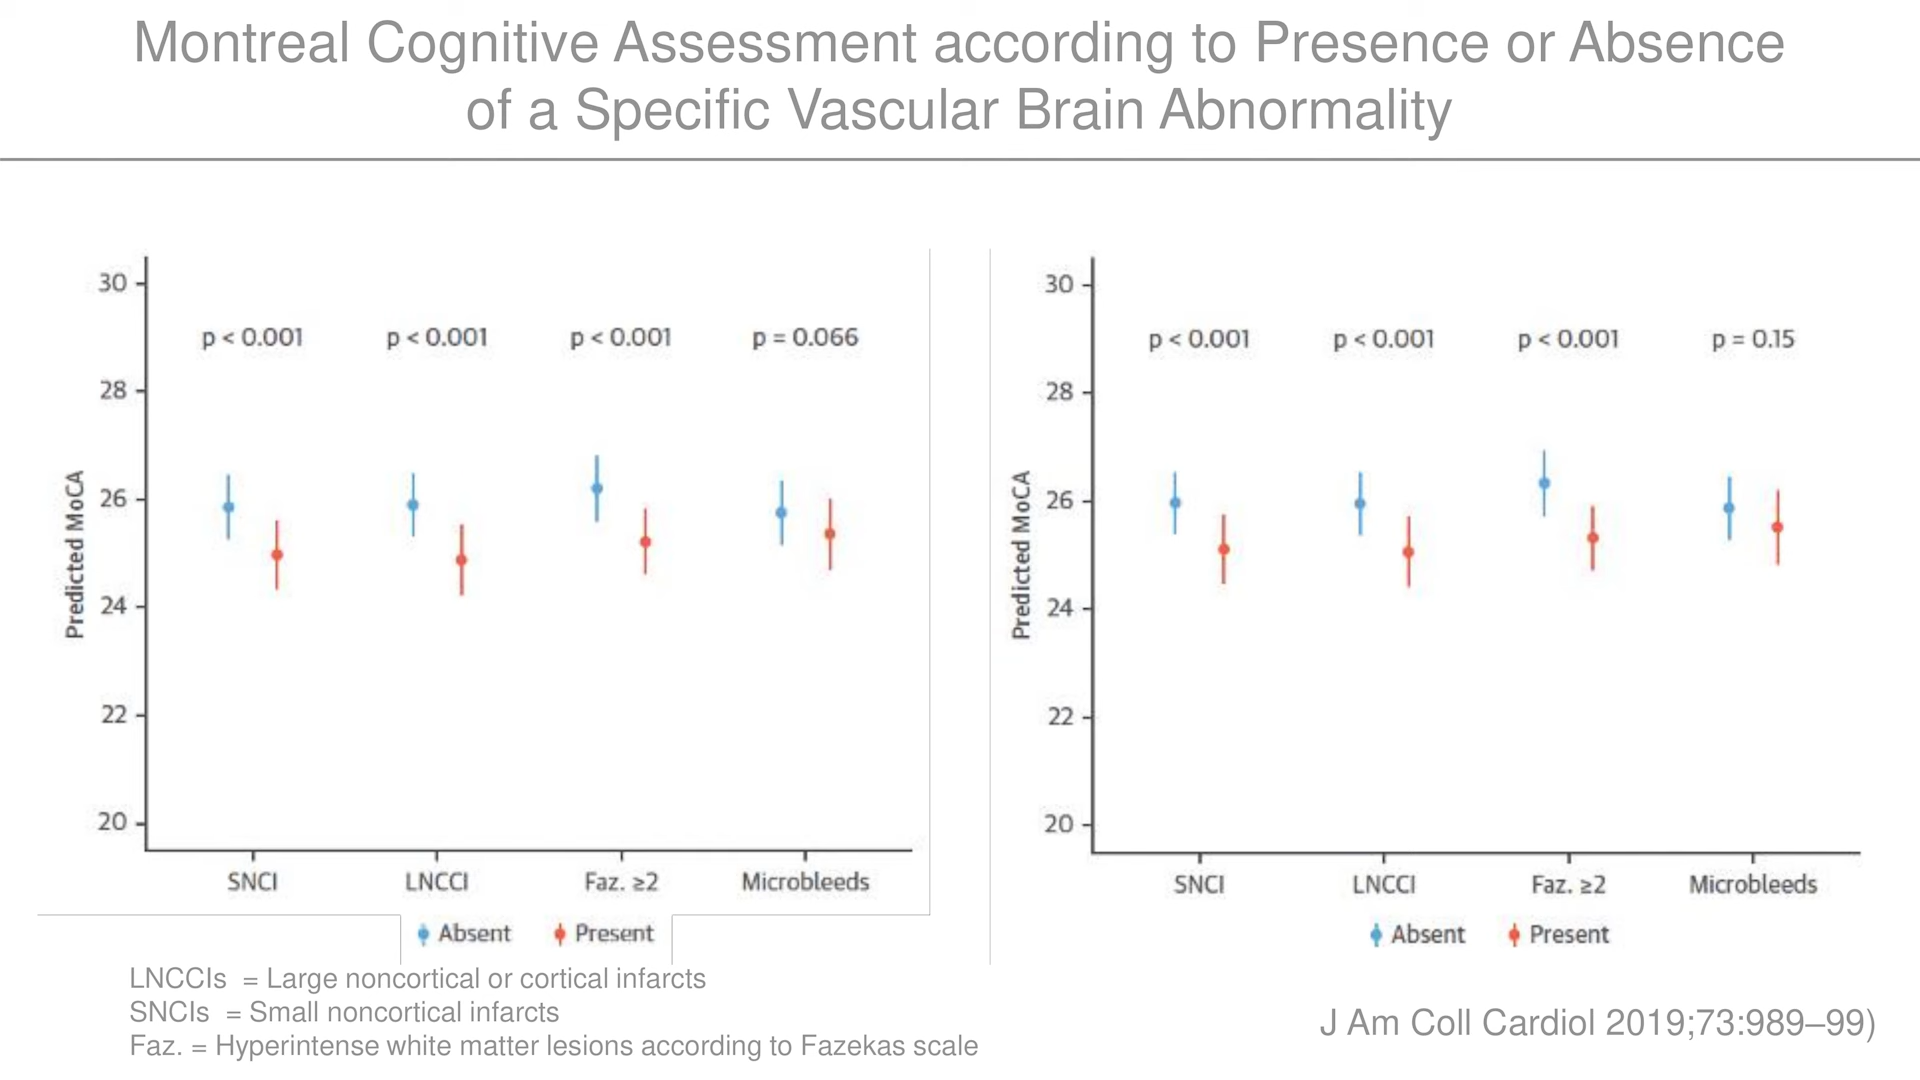 Montreal Cognitive Assessment according to Presence or Absence
of a Specific Vascular Brain Abnormality
30
28
26
24
22
20
Predicted MoCA
p < 0.001
p < 0.001
p < 0.001
p = 0.066
SNCI
LNCCI
Faz. ≥2
Microbleeds
Absent
Present
30
28
26
24
22
20
Predicted MoCA
p < 0.001
p < 0.001
p < 0.001
p = 0.15
SNCI
LNCCI
Faz. ≥2
Microbleeds
Absent
Present
LNCCIs = Large noncortical or cortical infarcts
SNCIs = Small noncortical infarcts
Faz. = Hyperintense white matter lesions according to Fazekas scale
J Am Coll Cardiol 2019;73:989–99)